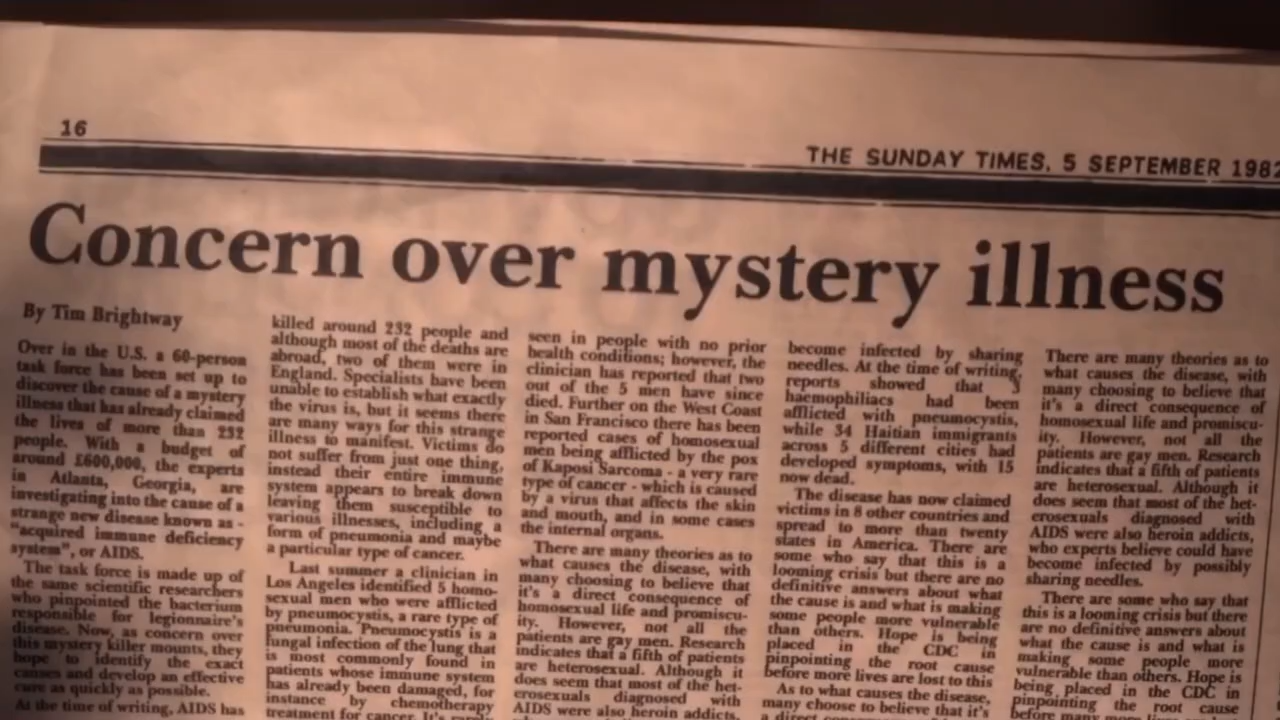 16
THE SUNDAY TIMES, 5 SEPTEMBER 1982
Concern over mystery illness
By Tim Brightway
Over in the U.S. a 60-person
task force has been set up to
discover the cause of a mystery
illness that has already claimed
the lives of more than 232
people. With a budget of
around £600,000, the experts
in Atlanta, Georgia, are
investigating into the cause of a
strange new disease known as -
"acquired immune deficiency
system", or AIDS.
The task force is made up of
the same scientific researchers
who pinpointed the bacterium
responsible for legionnaire's
disease. Now, as concern over
this mystery killer mounts, they
hope to identify the exact
causes and develop an effective
cure as quickly as possible.
At the time of writing, AIDS has
killed around 232 people and
although most of the deaths are
abroad, two of them were in
England. Specialists have been
unable to establish what exactly
the virus is, but it seems there
are many ways for this strange
illness to manifest. Victims do
not suffer from just one thing,
instead their entire immune
system appears to break down
leaving them susceptible to
various illnesses, including a
form of pneumonia and maybe
a particular type of cancer.
Last summer a clinician in
Los Angeles identified 5 homo-
sexual men who were afflicted
by pneumocystis, a rare type of
pneumonia. Pneumocystis is a
fungal infection of the lung that
is most commonly found in
patients whose immune system
has already been damaged, for
instance by chemotherapy
treatment for cancer. It's rarely
seen in people with no prior
health conditions; however, the
clinician has reported that two
out of the 5 men have since
died. Further on the West Coast
in San Francisco there has been
reported cases of homosexual
men being afflicted by the pox
of Kaposi Sarcoma - a very rare
type of cancer - which is caused
by a virus that affects the skin
and mouth, and in some cases
the internal organs.
There are many theories as to
what causes the disease, with
many choosing to believe that
it's a direct consequence of
homosexual life and promiscu-
ity. However, not all the
patients are gay men. Research
indicates that a fifth of patients
are heterosexual. Although it
does seem that most of the het-
erosexuals diagnosed with
AIDS were also heroin addicts,
become infected by sharing
needles. At the time of writing,
reports showed that 3
haemophiliacs had been
afflicted with pneumocystis,
while 34 Haitian immigrants
across 5 different cities had
developed symptoms, with 15
now dead.
The disease has now claimed
victims in 8 other countries and
spread to more than twenty
states in America. There are
some who say that this is a
looming crisis but there are no
definitive answers about what
the cause is and what is making
some people more vulnerable
than others. Hope is being
placed in the CDC in
pinpointing the root cause
before more lives are lost to this
As to what causes the disease,
many choose to believe that it's
a direct
There are many theories as to
what causes the disease, with
many choosing to believe that
it's a direct consequence of
homosexual life and promiscu-
ity. However, not all the
patients are gay men. Research
indicates that a fifth of patients
are heterosexual. Although it
does seem that most of the het-
erosexuals diagnosed with
AIDS were also heroin addicts,
who experts believe could have
become infected by possibly
sharing needles.
There are some who say that
this is a looming crisis but there
are no definitive answers about
what the cause is and what is
making some people more
vulnerable than others. Hope is
being placed in the CDC in
pinpointing the root cause
before many more